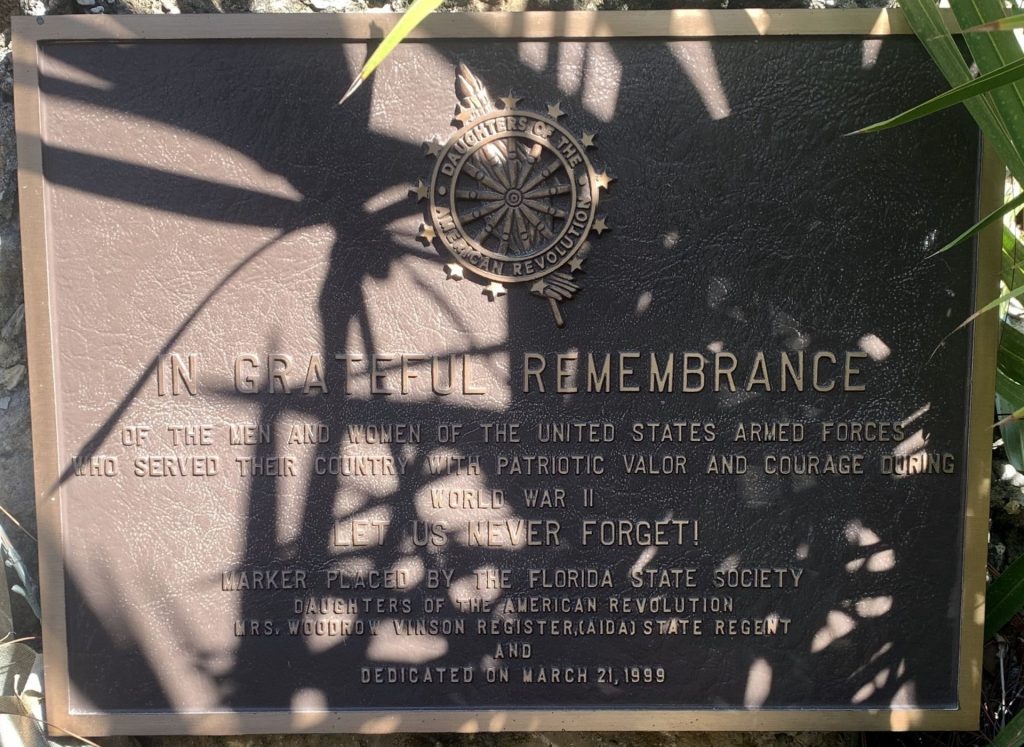 DAUGHTERS OF THE
AMERICAN REVOLUTION
IN GRATEFUL REMEMBRANCE
OF THE MEN AND WOMEN OF THE UNITED STATES ARMED FORCES
WHO SERVED THEIR COUNTRY WITH PATRIOTIC VALOR AND COURAGE DURING
WORLD WAR II
LET US NEVER FORGET!
MARKER PLACED BY THE FLORIDA STATE SOCIETY
DAUGHTERS OF THE AMERICAN REVOLUTION
MRS. WOODROW VINSON REGISTER,(AIDA) STATE REGENT
AND
DEDICATED ON MARCH 21, 1999